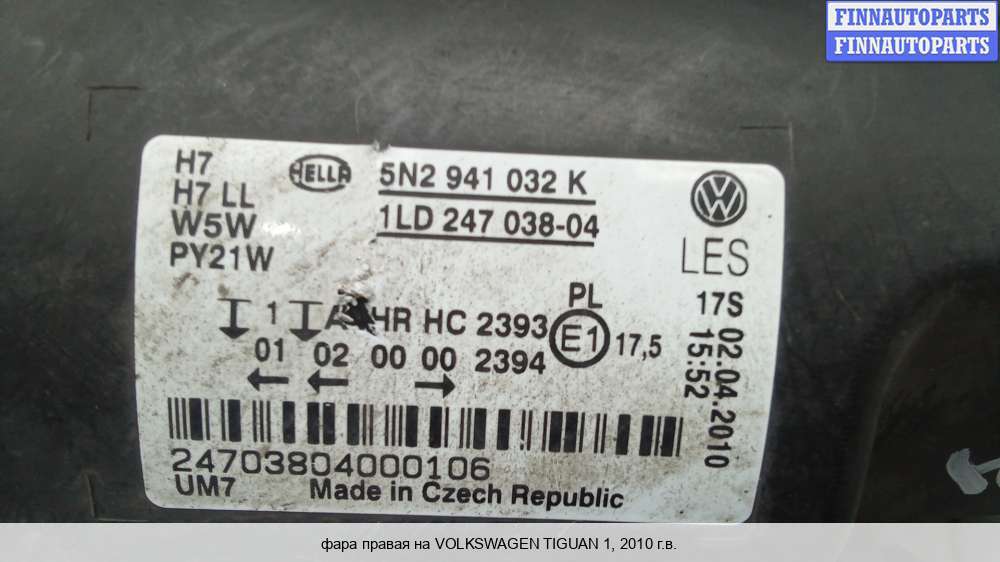 FINNAUTOPARTS
FINNAUTOPARTS
H7
H7 LL
W5W
PY21W
HELLA
5N2 941 032 K
1LD 247 038-04
LES
17S 02.04.2010
15:52
1 HR HC 2393
01 02 00 00 2394
PL
E1
17,5
24703804000106
UM7 Made in Czech Republic
фара правая на VOLKSWAGEN TIGUAN 1, 2010 г.в.